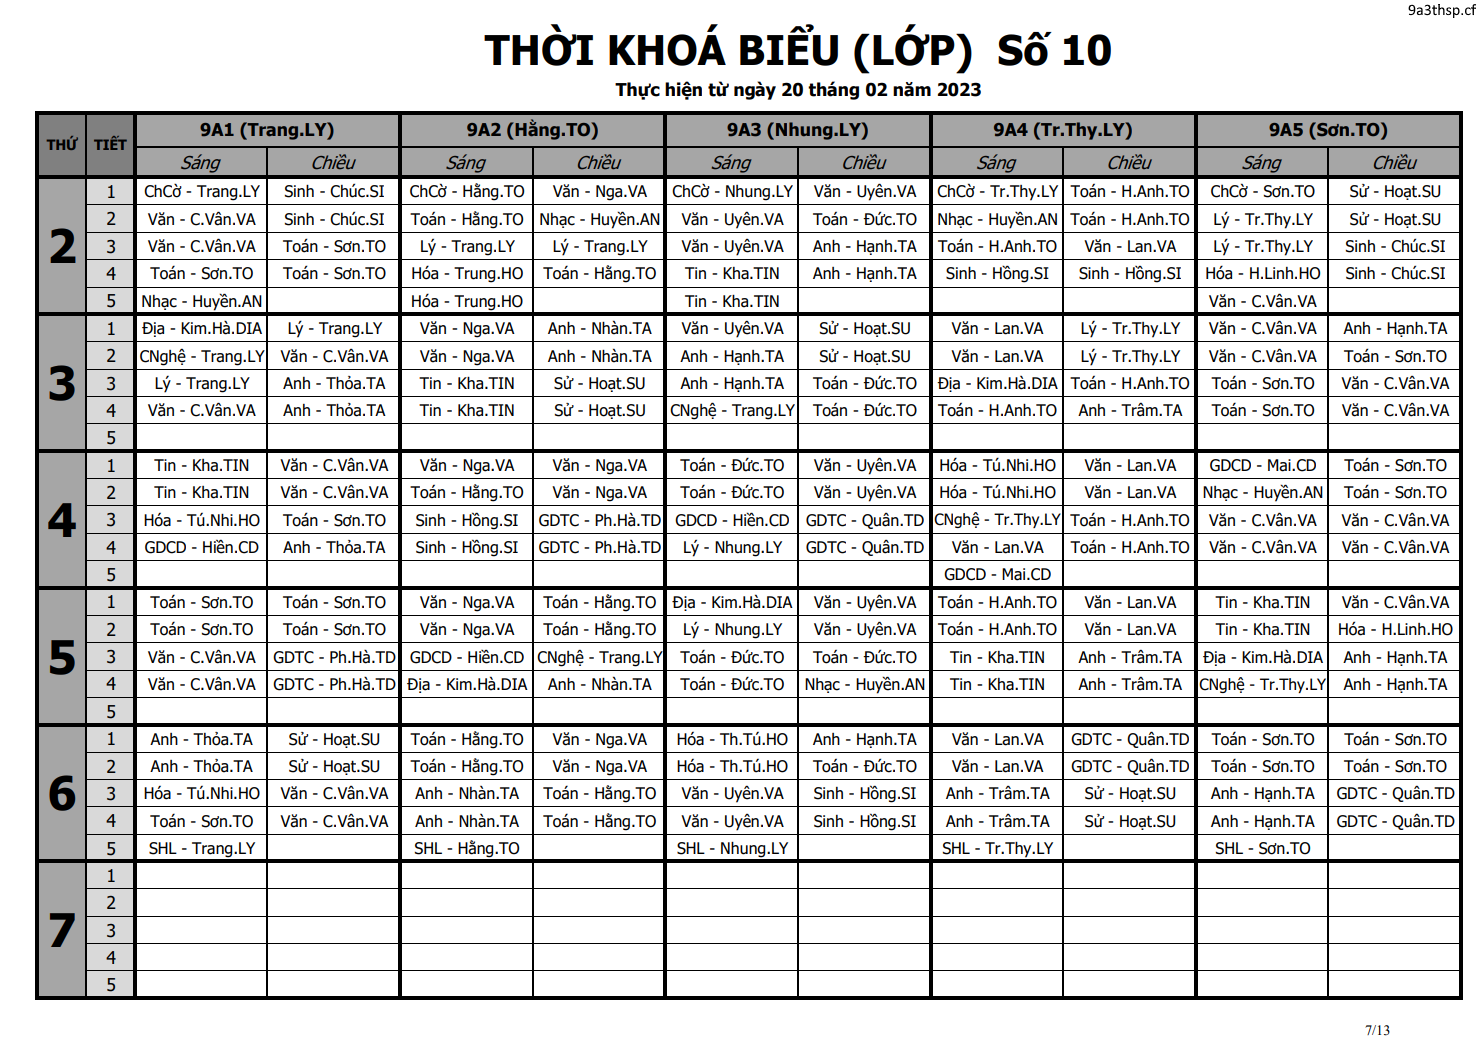 9a3thsp.cf
THỜI KHOÁ BIỂU (LỚP) Số 10
Thực hiện từ ngày 20 tháng 02 năm 2023
THỨ TIẾT 9A1 (Trang.LY) 9A2 (Hằng.TO) 9A3 (Nhung.LY) 9A4 (Tr.Thy.LY) 9A5 (Sơn.TO)
Sáng Chiều Sáng Chiều Sáng Chiều Sáng Chiều Sáng Chiều
2
1 ChCờ - Trang.LY Sinh - Chúc.SI ChCờ - Hằng.TO Văn - Nga.VA ChCờ - Nhung.LY Văn - Uyên.VA ChCờ - Tr.Thy.LY Toán - H.Anh.TO ChCờ - Sơn.TO Sử - Hoạt.SU
2 Văn - C.Vân.VA Sinh - Chúc.SI Toán - Hằng.TO Nhạc - Huyền.AN Văn - Uyên.VA Toán - Đức.TO Nhạc - Huyền.AN Toán - H.Anh.TO Lý - Tr.Thy.LY Sử - Hoạt.SU
3 Văn - C.Vân.VA Toán - Sơn.TO Lý - Trang.LY Lý - Trang.LY Văn - Uyên.VA Anh - Hạnh.TA Toán - H.Anh.TO Văn - Lan.VA Lý - Tr.Thy.LY Sinh - Chúc.SI
4 Toán - Sơn.TO Toán - Sơn.TO Hóa - Trung.HO Toán - Hằng.TO Tin - Kha.TIN Anh - Hạnh.TA Sinh - Hồng.SI Sinh - Hồng.SI Hóa - H.Linh.HO Sinh - Chúc.SI
5 Nhạc - Huyền.AN Hóa - Trung.HO Tin - Kha.TIN Văn - C.Vân.VA
3
1 Địa - Kim.Hà.DIA Lý - Trang.LY Văn - Nga.VA Anh - Nhàn.TA Văn - Uyên.VA Sử - Hoạt.SU Văn - Lan.VA Lý - Tr.Thy.LY Văn - C.Vân.VA Anh - Hạnh.TA
2 CNghệ - Trang.LY Văn - C.Vân.VA Văn - Nga.VA Anh - Nhàn.TA Anh - Hạnh.TA Sử - Hoạt.SU Văn - Lan.VA Lý - Tr.Thy.LY Văn - C.Vân.VA Toán - Sơn.TO
3 Lý - Trang.LY Anh - Thỏa.TA Tin - Kha.TIN Sử - Hoạt.SU Anh - Hạnh.TA Toán - Đức.TO Địa - Kim.Hà.DIA Toán - H.Anh.TO Toán - Sơn.TO Văn - C.Vân.VA
4 Văn - C.Vân.VA Anh - Thỏa.TA Tin - Kha.TIN Sử - Hoạt.SU CNghệ - Trang.LY Toán - Đức.TO Toán - H.Anh.TO Anh - Trâm.TA Toán - Sơn.TO Văn - C.Vân.VA
5
4
1 Tin - Kha.TIN Văn - C.Vân.VA Văn - Nga.VA Văn - Nga.VA Toán - Đức.TO Văn - Uyên.VA Hóa - Tú.Nhi.HO Văn - Lan.VA GDCD - Mai.CD Toán - Sơn.TO
2 Tin - Kha.TIN Văn - C.Vân.VA Toán - Hằng.TO Văn - Nga.VA Toán - Đức.TO Văn - Uyên.VA Hóa - Tú.Nhi.HO Văn - Lan.VA Nhạc - Huyền.AN Toán - Sơn.TO
3 Hóa - Tú.Nhi.HO Toán - Sơn.TO Sinh - Hồng.SI GDTC - Ph.Hà.TD GDCD - Hiền.CD GDTC - Quân.TD CNghệ - Tr.Thy.LY Toán - H.Anh.TO Văn - C.Vân.VA Văn - C.Vân.VA
4 GDCD - Hiền.CD Anh - Thỏa.TA Sinh - Hồng.SI GDTC - Ph.Hà.TD Lý - Nhung.LY GDTC - Quân.TD Văn - Lan.VA Toán - H.Anh.TO Văn - C.Vân.VA Văn - C.Vân.VA
5 GDCD - Mai.CD
5
1 Toán - Sơn.TO Toán - Sơn.TO Văn - Nga.VA Toán - Hằng.TO Địa - Kim.Hà.DIA Văn - Uyên.VA Toán - H.Anh.TO Văn - Lan.VA Tin - Kha.TIN Văn - C.Vân.VA
2 Toán - Sơn.TO Toán - Sơn.TO Văn - Nga.VA Toán - Hằng.TO Lý - Nhung.LY Văn - Uyên.VA Toán - H.Anh.TO Văn - Lan.VA Tin - Kha.TIN Hóa - H.Linh.HO
3 Văn - C.Vân.VA GDTC - Ph.Hà.TD GDCD - Hiền.CD CNghệ - Trang.LY Toán - Đức.TO Toán - Đức.TO Tin - Kha.TIN Anh - Trâm.TA Địa - Kim.Hà.DIA Anh - Hạnh.TA
4 Văn - C.Vân.VA GDTC - Ph.Hà.TD Địa - Kim.Hà.DIA Anh - Nhàn.TA Toán - Đức.TO Nhạc - Huyền.AN Tin - Kha.TIN Anh - Trâm.TA CNghệ - Tr.Thy.LY Anh - Hạnh.TA
5
6
1 Anh - Thỏa.TA Sử - Hoạt.SU Toán - Hằng.TO Văn - Nga.VA Hóa - Th.Tú.HO Anh - Hạnh.TA Văn - Lan.VA GDTC - Quân.TD Toán - Sơn.TO Toán - Sơn.TO
2 Anh - Thỏa.TA Sử - Hoạt.SU Toán - Hằng.TO Văn - Nga.VA Hóa - Th.Tú.HO Toán - Đức.TO Văn - Lan.VA GDTC - Quân.TD Toán - Sơn.TO Toán - Sơn.TO
3 Hóa - Tú.Nhi.HO Văn - C.Vân.VA Anh - Nhàn.TA Toán - Hằng.TO Văn - Uyên.VA Sinh - Hồng.SI Anh - Trâm.TA Sử - Hoạt.SU Anh - Hạnh.TA GDTC - Quân.TD
4 Toán - Sơn.TO Văn - C.Vân.VA Anh - Nhàn.TA Toán - Hằng.TO Văn - Uyên.VA Sinh - Hồng.SI Anh - Trâm.TA Sử - Hoạt.SU Anh - Hạnh.TA GDTC - Quân.TD
5 SHL - Trang.LY SHL - Hằng.TO SHL - Nhung.LY SHL - Tr.Thy.LY SHL - Sơn.TO
7
1
2
3
4
5
7/13